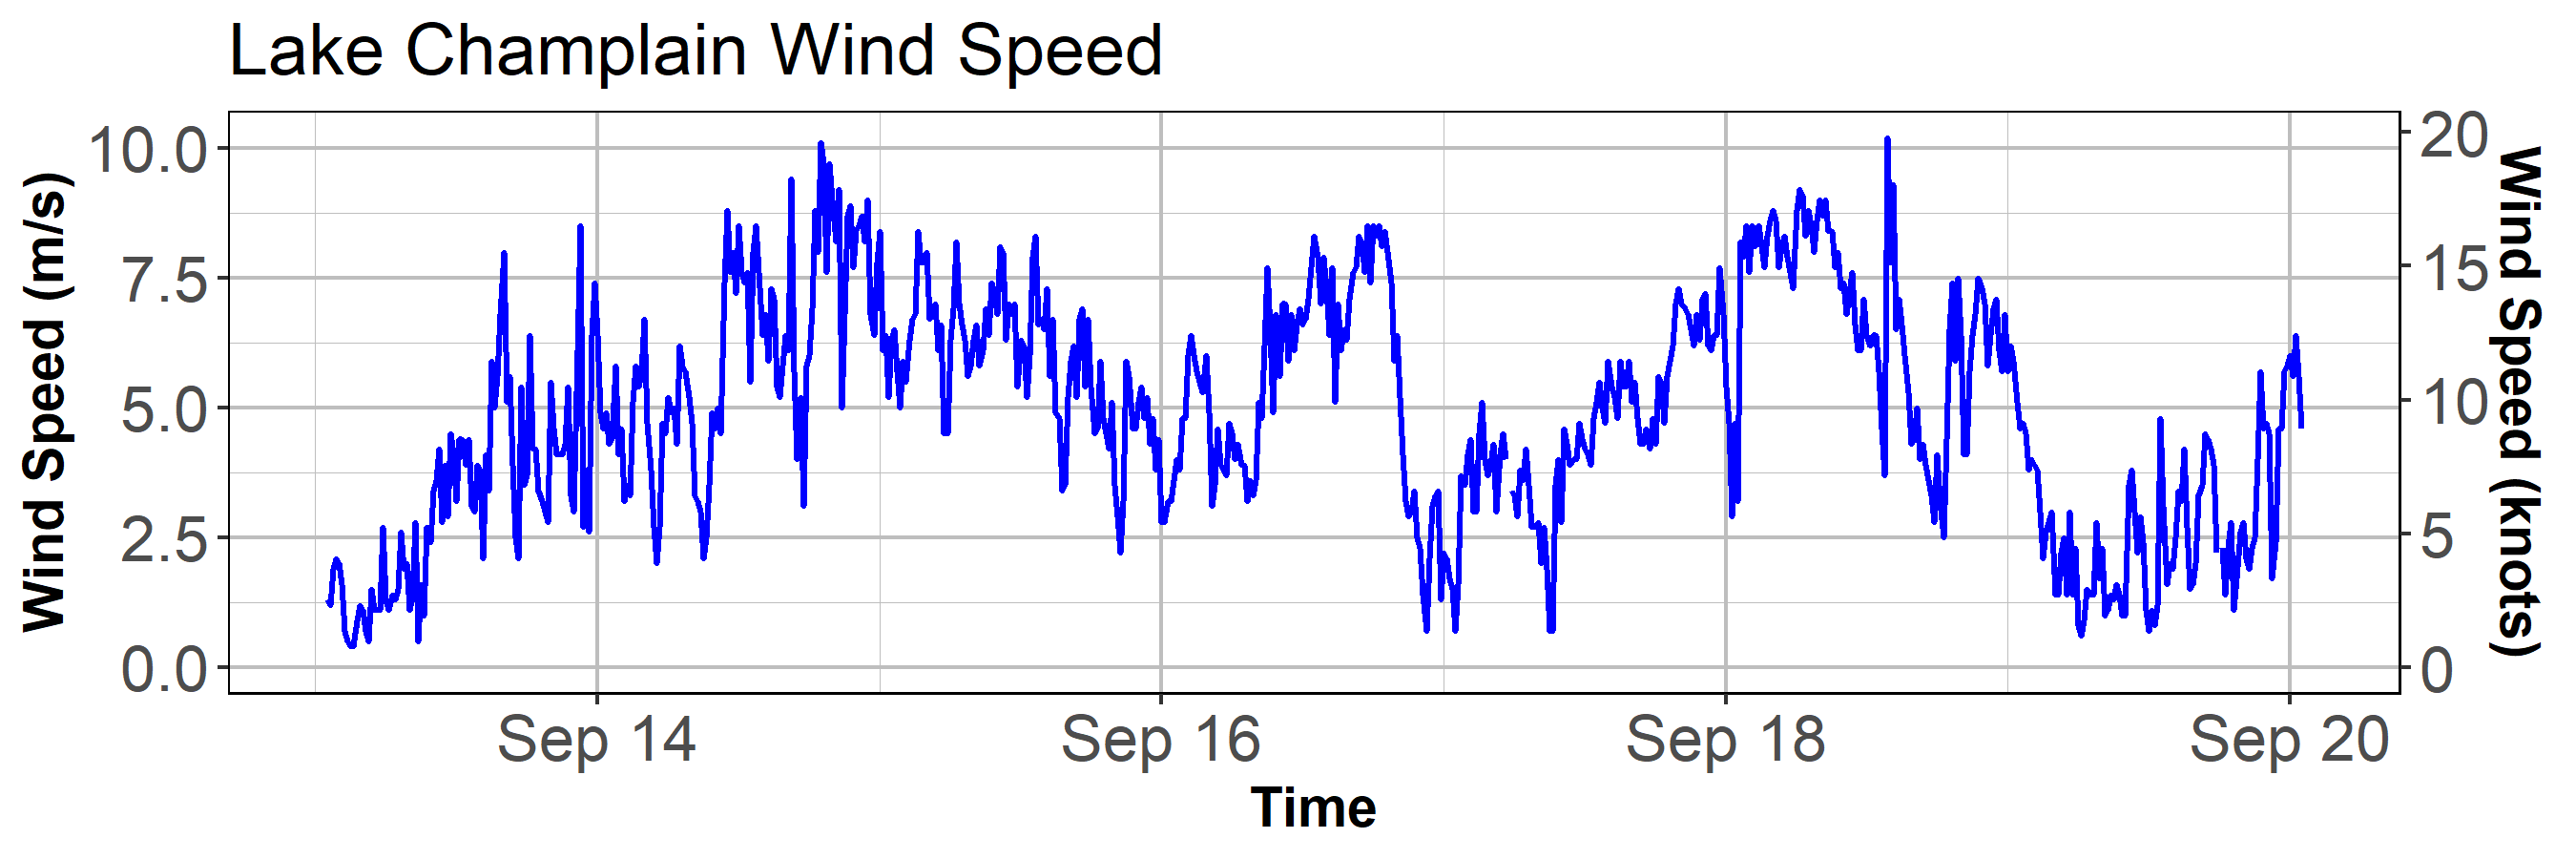 Lake Champlain Wind Speed
Wind Speed (m/s)
10.0
7.5
5.0
2.5
0.0
20
15
10
5
0
Wind Speed (knots)
Sep 14
Sep 16
Sep 18
Sep 20
Time